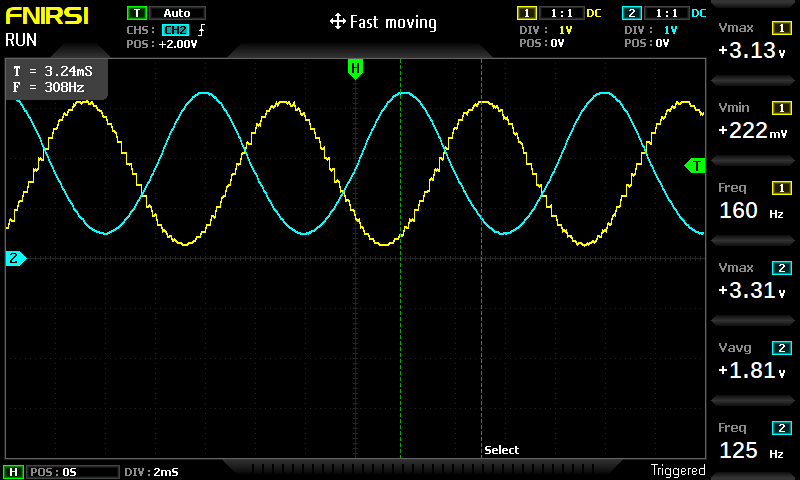 FNIRSI
RUN
T Auto
CHS: CH2
POS: +2.00V
Fast moving
1 1:1 DC
DIV: 1V
POS: 0V
2 1:1 DC
DIV: 1V
POS: 0V
T = 3.24mS
F = 308Hz
H
T
2
Select
Vmax 1
+3.13 V
Vmin 1
+222 mV
Freq 1
160 Hz
Vmax 2
+3.31 V
Vavg 2
+1.81 V
Freq 2
125 Hz
H POS: 0S DIV: 2mS
Triggered